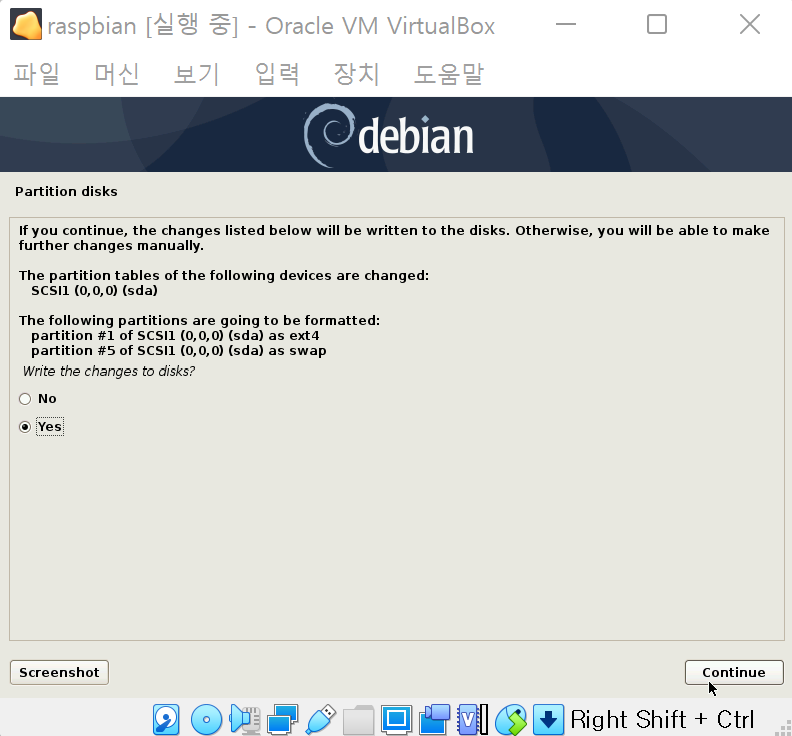 raspbian [실행 중] - Oracle VM VirtualBox
파일 머신 보기 입력 장치 도움말
debian
Partition disks
If you continue, the changes listed below will be written to the disks. Otherwise, you will be able to make
further changes manually.
The partition tables of the following devices are changed:
SCSI1 (0,0,0) (sda)
The following partitions are going to be formatted:
partition #1 of SCSI1 (0,0,0) (sda) as ext4
partition #5 of SCSI1 (0,0,0) (sda) as swap
Write the changes to disks?
No
Yes
Screenshot Continue
Right Shift + Ctrl